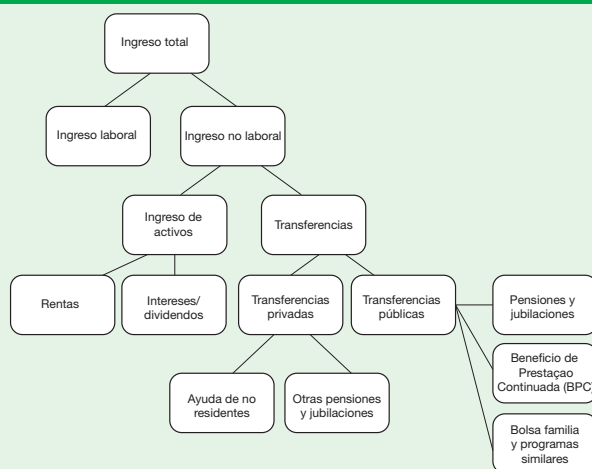 Ingreso total
Ingreso laboral
Ingreso no laboral
Ingreso de
activos
Transferencias
Rentas
Intereses/
dividendos
Transferencias
privadas
Transferencias
públicas
Pensiones y
jubilaciones
Beneficio de
Prestaçao
Continuada (BPC)
Ayuda de no
residentes
Otras pensiones
y jubilaciones
Bolsa familia
y programas
similares